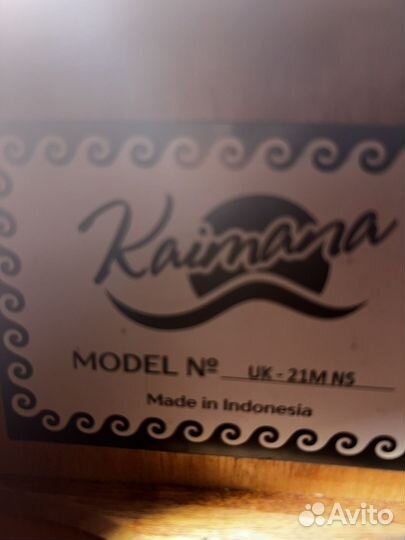 Kaimana
MODEL Nº UK - 21M NS
Made in Indonesia
Avito